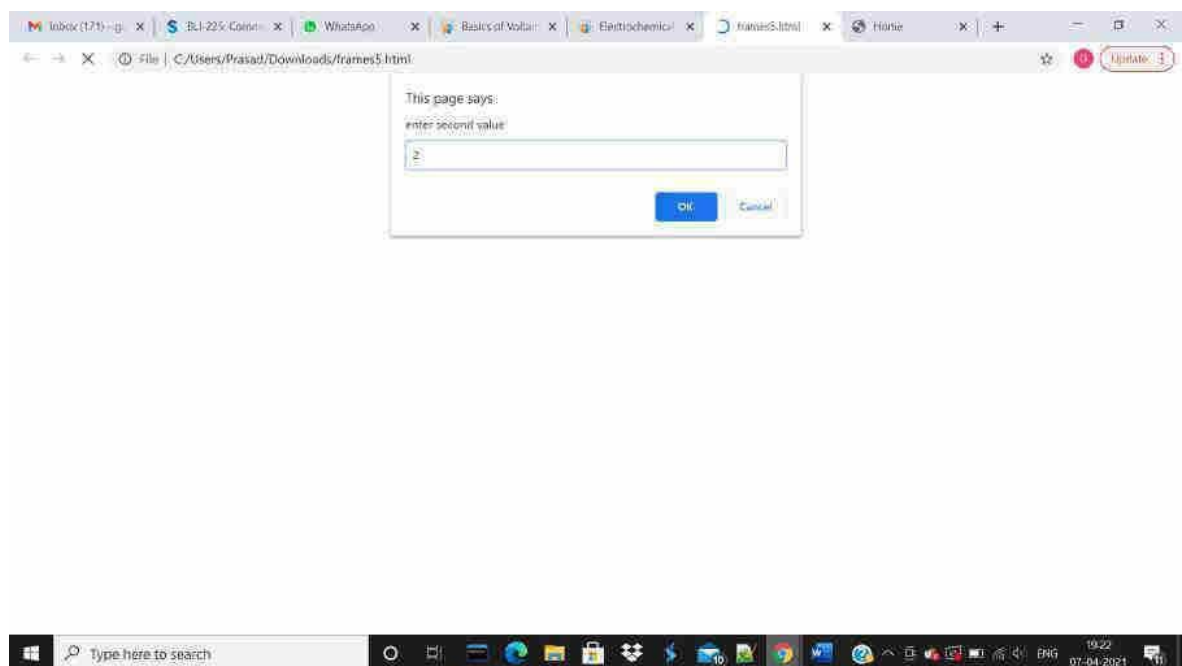 Inbox (171) - g
BLI-225: Comm
WhatsApp
Basics of Voltai
Electrochemical
frames5.html
Home
File | C:/Users/Prasad/Downloads/frames5.html
Update
This page says
enter second value
2
OK
Cancel
Type here to search
ENG
19:22
07-04-2021